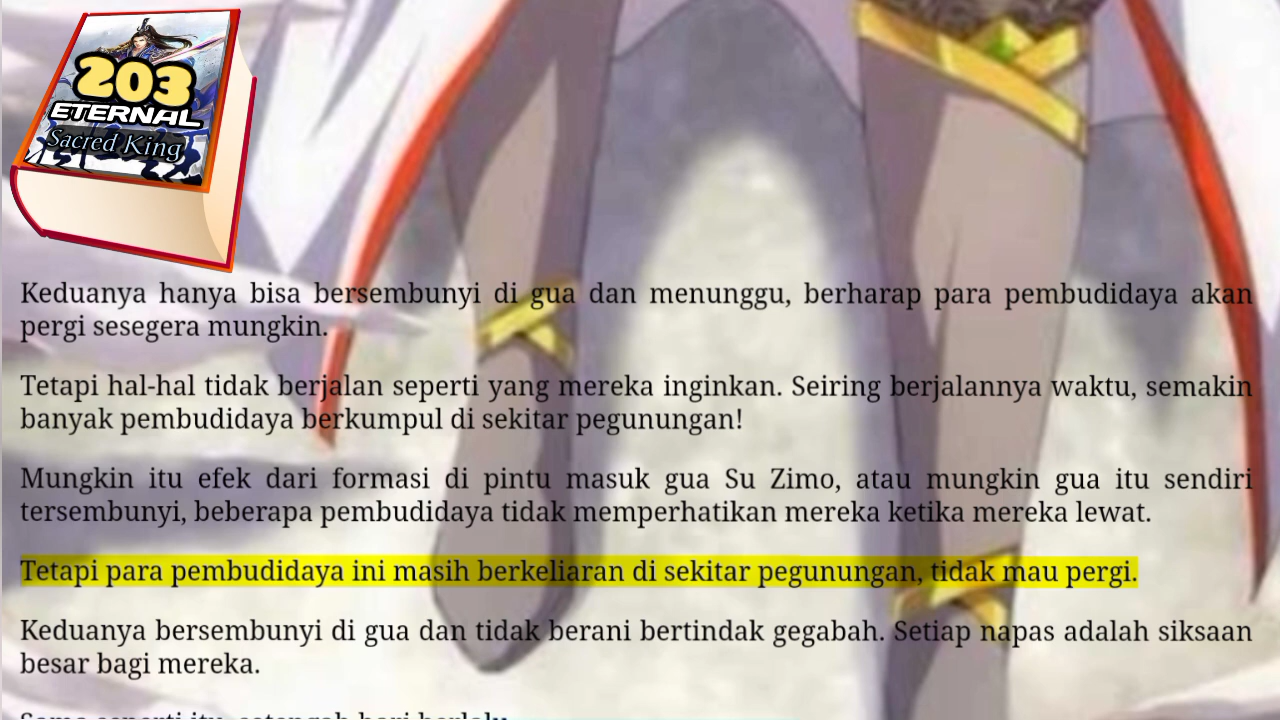 203
ETERNAL
Sacred King
Keduanya hanya bisa bersembunyi di gua dan menunggu, berharap para pembudidaya akan
pergi sesegera mungkin.
Tetapi hal-hal tidak berjalan seperti yang mereka inginkan. Seiring berjalannya waktu, semakin
banyak pembudidaya berkumpul di sekitar pegunungan!
Mungkin itu efek dari formasi di pintu masuk gua Su Zimo, atau mungkin gua itu sendiri
tersembunyi, beberapa pembudidaya tidak memperhatikan mereka ketika mereka lewat.
Tetapi para pembudidaya ini masih berkeliaran di sekitar pegunungan, tidak mau pergi.
Keduanya bersembunyi di gua dan tidak berani bertindak gegabah. Setiap napas adalah siksaan
besar bagi mereka.